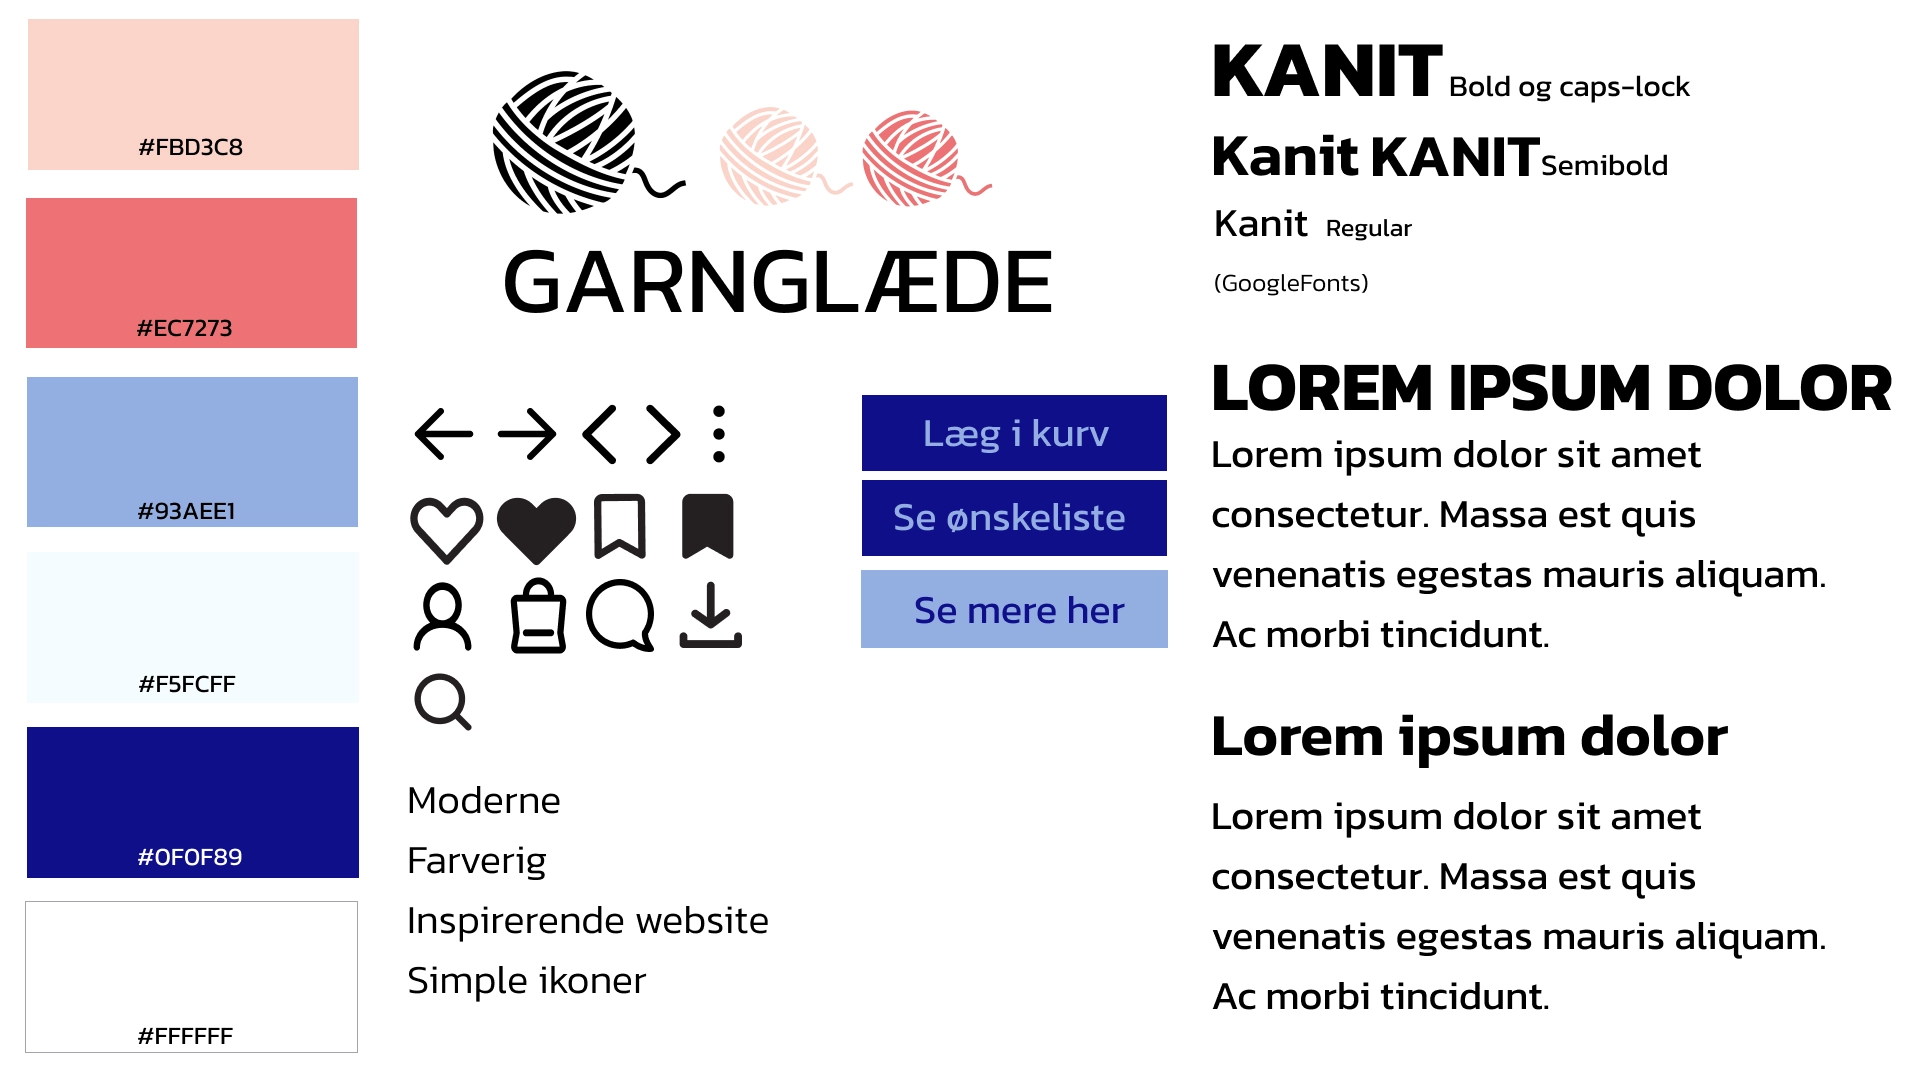 #FBD3C8
#EC7273
#93AEE1
#F5FCFF
#0F0F89
#FFFFFF
GARNGLÆDE
Læg i kurv
Se ønskeliste
Se mere her
Moderne
Farverig
Inspirerende website
Simple ikoner
KANIT Bold og caps-lock
Kanit KANIT Semibold
Kanit Regular
(GoogleFonts)
LOREM IPSUM DOLOR
Lorem ipsum dolor sit amet
consectetur. Massa est quis
venenatis egestas mauris aliquam.
Ac morbi tincidunt.
Lorem ipsum dolor
Lorem ipsum dolor sit amet
consectetur. Massa est quis
venenatis egestas mauris aliquam.
Ac morbi tincidunt.